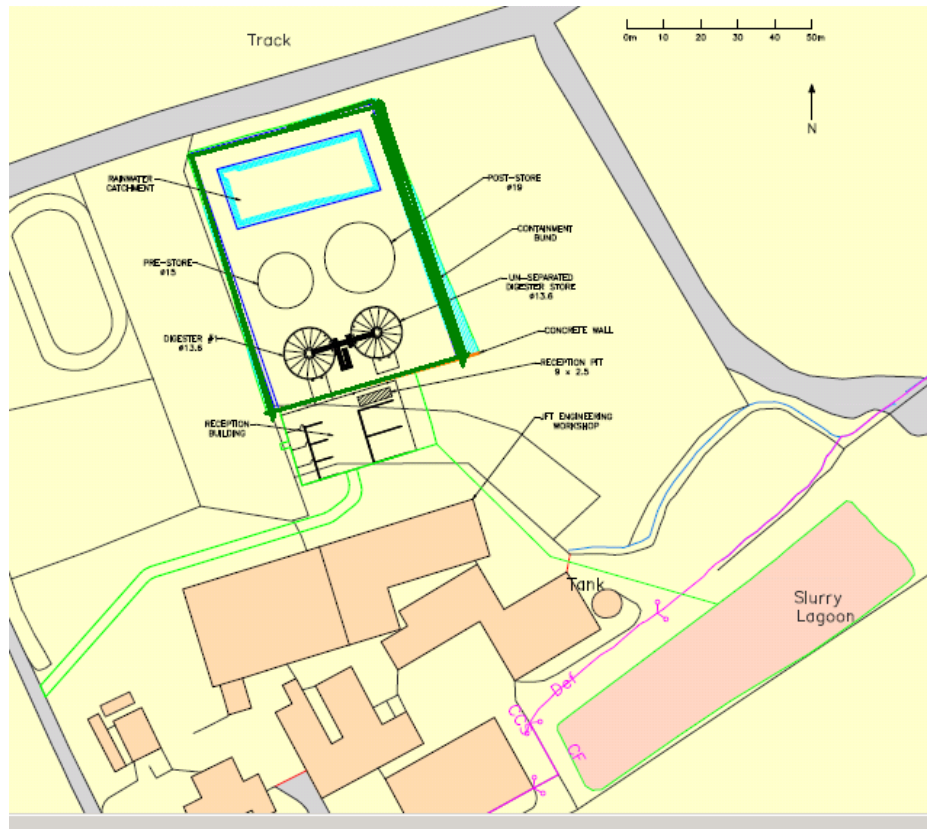 Track
0m 10 20 30 40 50m
N
RAINWATER
CATCHMENT
POST-STORE
ø19
CONTAINMENT
BUND
PRE-STORE
ø15
UN-SEPARATED
DIGESTER STORE
ø13.6
CONCRETE WALL
DIGESTER #1
ø13.6
RECEPTION PIT
9 x 2.5
RECEPTION
BUILDING
JFT ENGINEERING
WORKSHOP
Tank
Slurry
Lagoon
Def
CCS
CF